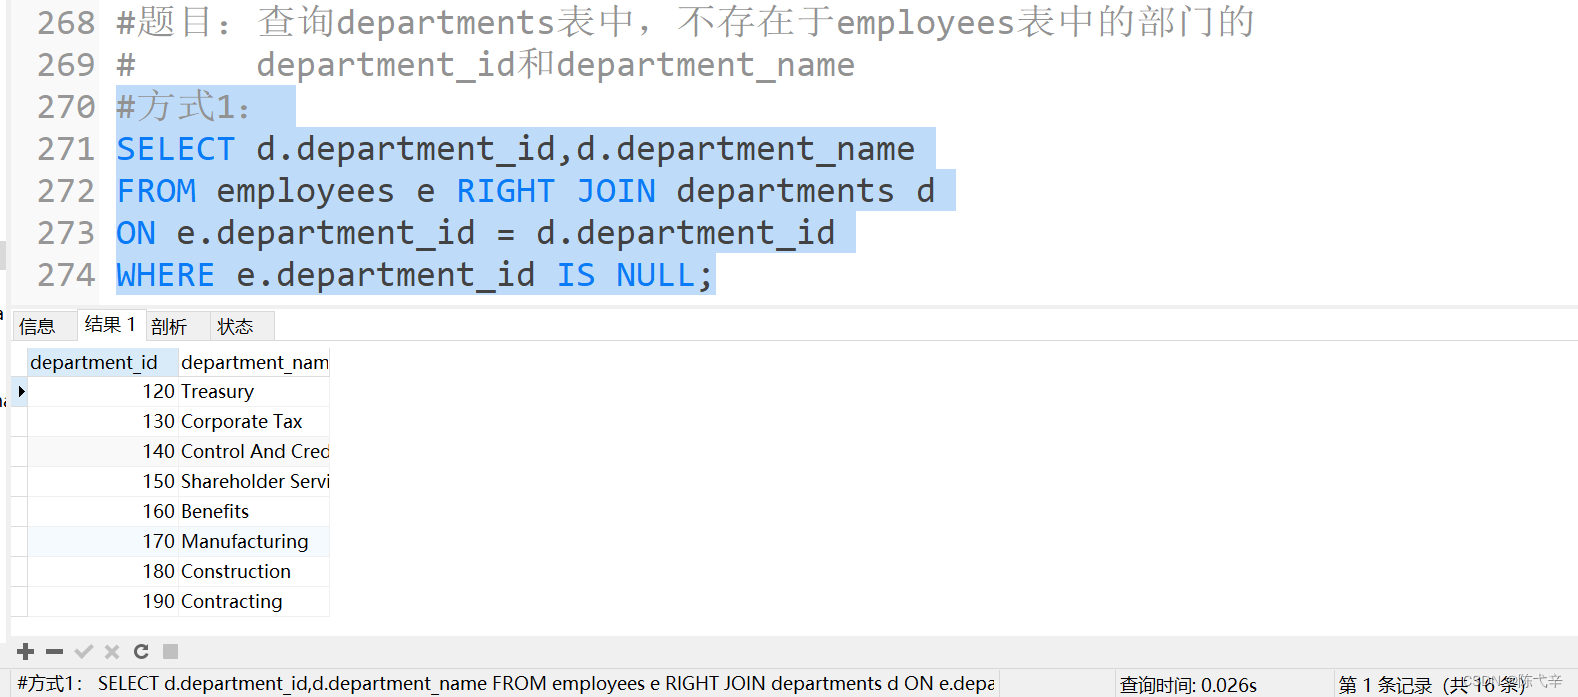 268 #题目：查询departments表中，不存在于employees表中的部门的
269 #      department_id和department_name
270 #方式1：
271 SELECT d.department_id,d.department_name
272 FROM employees e RIGHT JOIN departments d
273 ON e.department_id = d.department_id
274 WHERE e.department_id IS NULL;
信息 结果 1 剖析 状态
department_id department_nam
120 Treasury
130 Corporate Tax
140 Control And Cred
150 Shareholder Servi
160 Benefits
170 Manufacturing
180 Construction
190 Contracting
#方式1： SELECT d.department_id,d.department_name FROM employees e RIGHT JOIN departments d ON e.depa 查询时间: 0.026s 第 1 条记录（共 16 条）
CSDN @陈弋辛